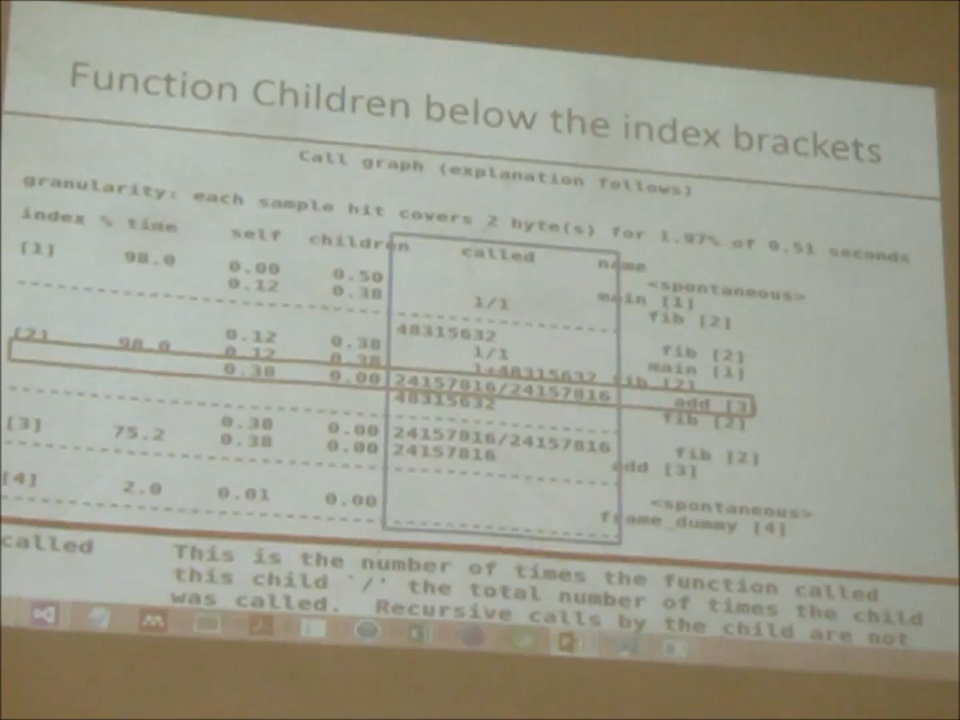 Function Children below the index brackets
Call graph (explanation follows)
granularity: each sample hit covers 2 byte(s) for 1.97% of 0.51 seconds
index % time self children called name
<spontaneous>
[1] 98.0 0.00 0.50 main [1]
0.12 0.38 1/1 fib [2]
-----------------------------------------------
48315632 fib [2]
0.12 0.38 1/1 main [1]
[2] 98.0 0.12 0.38 1+48315632 fib [2]
0.38 0.00 24157816/24157816 add [3
48315632 fib [2]
-----------------------------------------------
0.38 0.00 24157816/24157816 fib [2]
[3] 75.2 0.38 0.00 24157816 add [3]
-----------------------------------------------
<spontaneous>
[4] 2.0 0.01 0.00 frame_dummy [4]
-----------------------------------------------
called This is the number of times the function called
this child `/' the total number of times the child
was called. Recursive calls by the child are not